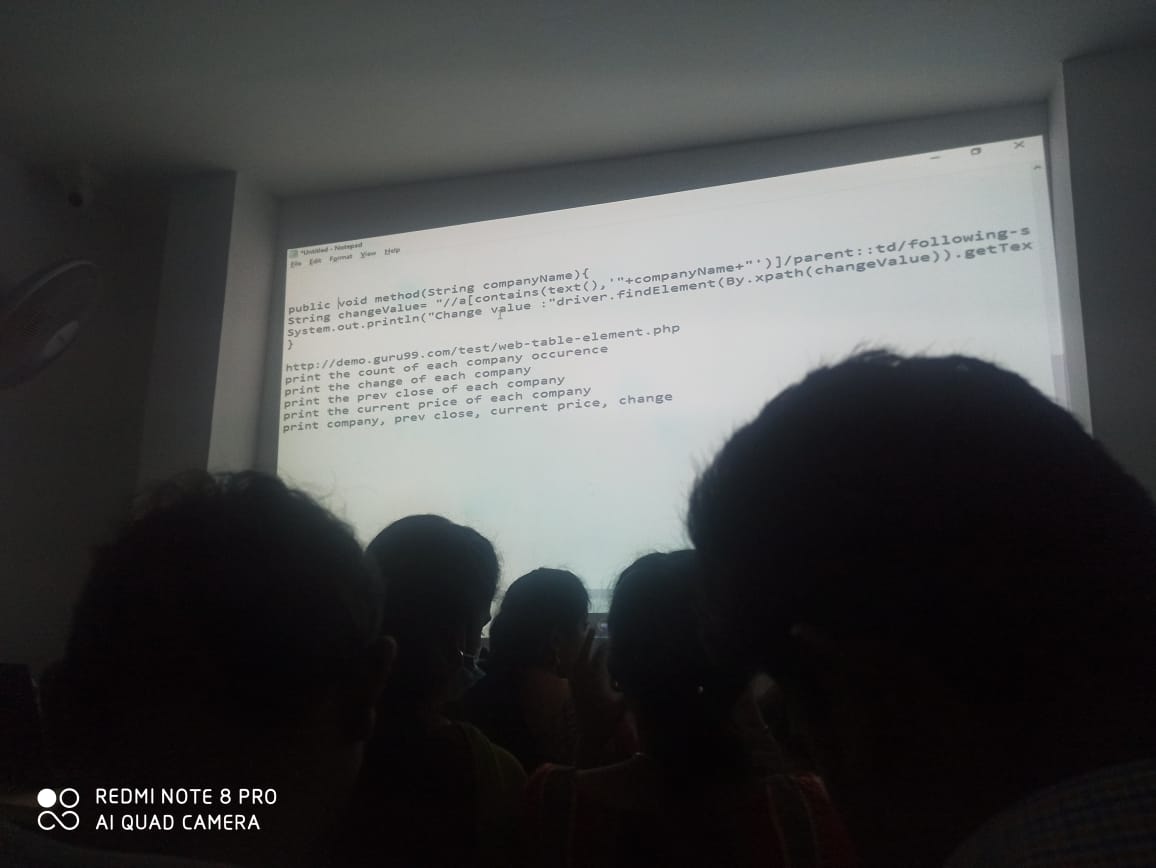 *Untitled - Notepad
File Edit Format View Help
public void method(String companyName){
String changeValue= "//a[contains(text(),'"+companyName+"')]/parent::td/following-s
System.out.println("Change value :"driver.findElement(By.xpath(changeValue)).getTex
}
http://demo.guru99.com/test/web-table-element.php
print the count of each company occurence
print the change of each company
print the prev close of each company
print the current price of each company
print company, prev close, current price, change
REDMI NOTE 8 PRO
AI QUAD CAMERA